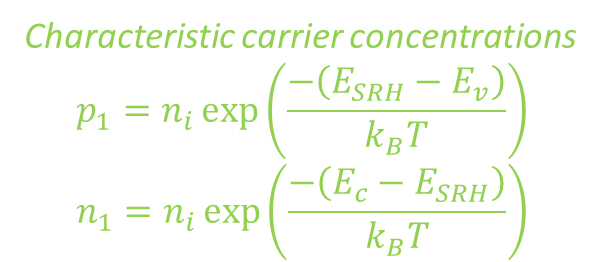 Characteristic carrier concentrations
p₁ = nᵢ exp(−(E_SRH − E_v) / k_B T)
n₁ = nᵢ exp(−(E_c − E_SRH) / k_B T)